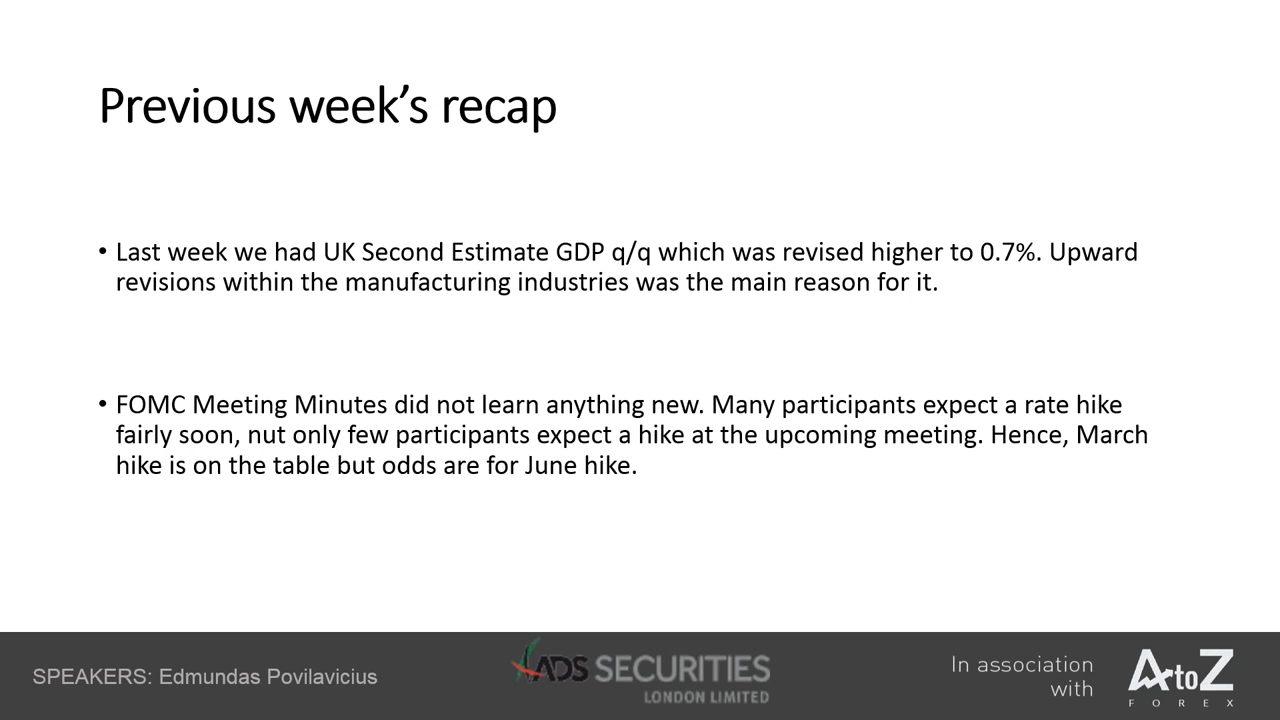 Previous week’s recap
• Last week we had UK Second Estimate GDP q/q which was revised higher to 0.7%. Upward
revisions within the manufacturing industries was the main reason for it.
• FOMC Meeting Minutes did not learn anything new. Many participants expect a rate hike
fairly soon, nut only few participants expect a hike at the upcoming meeting. Hence, March
hike is on the table but odds are for June hike.
SPEAKERS: Edmundas Povilavicius
ADS SECURITIES
LONDON LIMITED
In association
with
AtoZ
FOREX